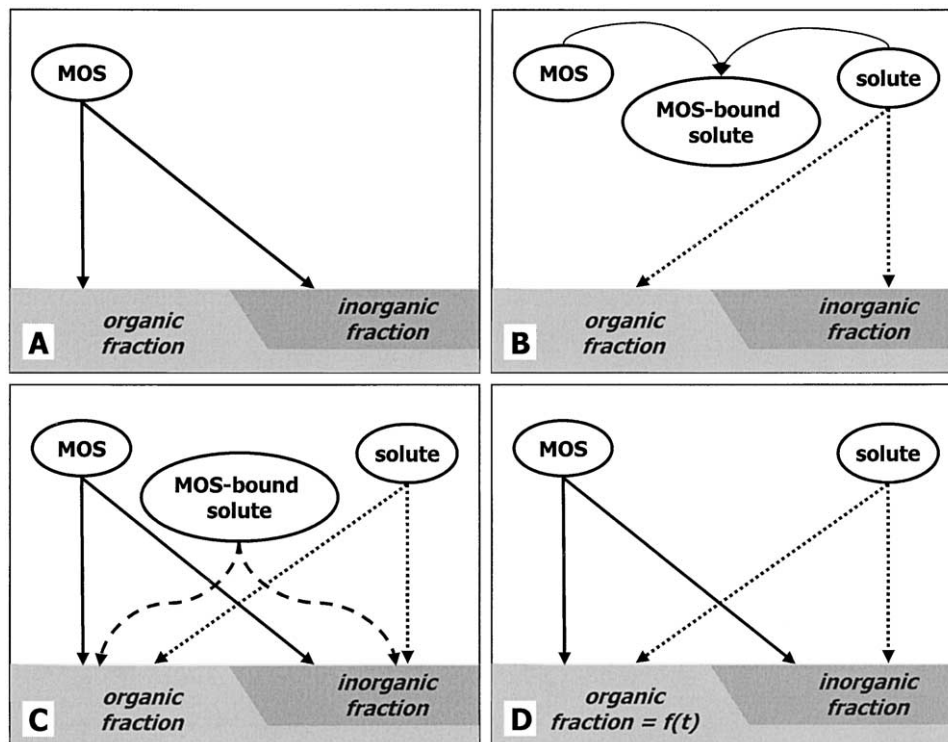 MOS
organic
fraction
inorganic
fraction
A
MOS
MOS-bound
solute
solute
organic
fraction
inorganic
fraction
B
MOS
MOS-bound
solute
solute
organic
fraction
inorganic
fraction
C
MOS
solute
organic
fraction = f(t)
inorganic
fraction
D